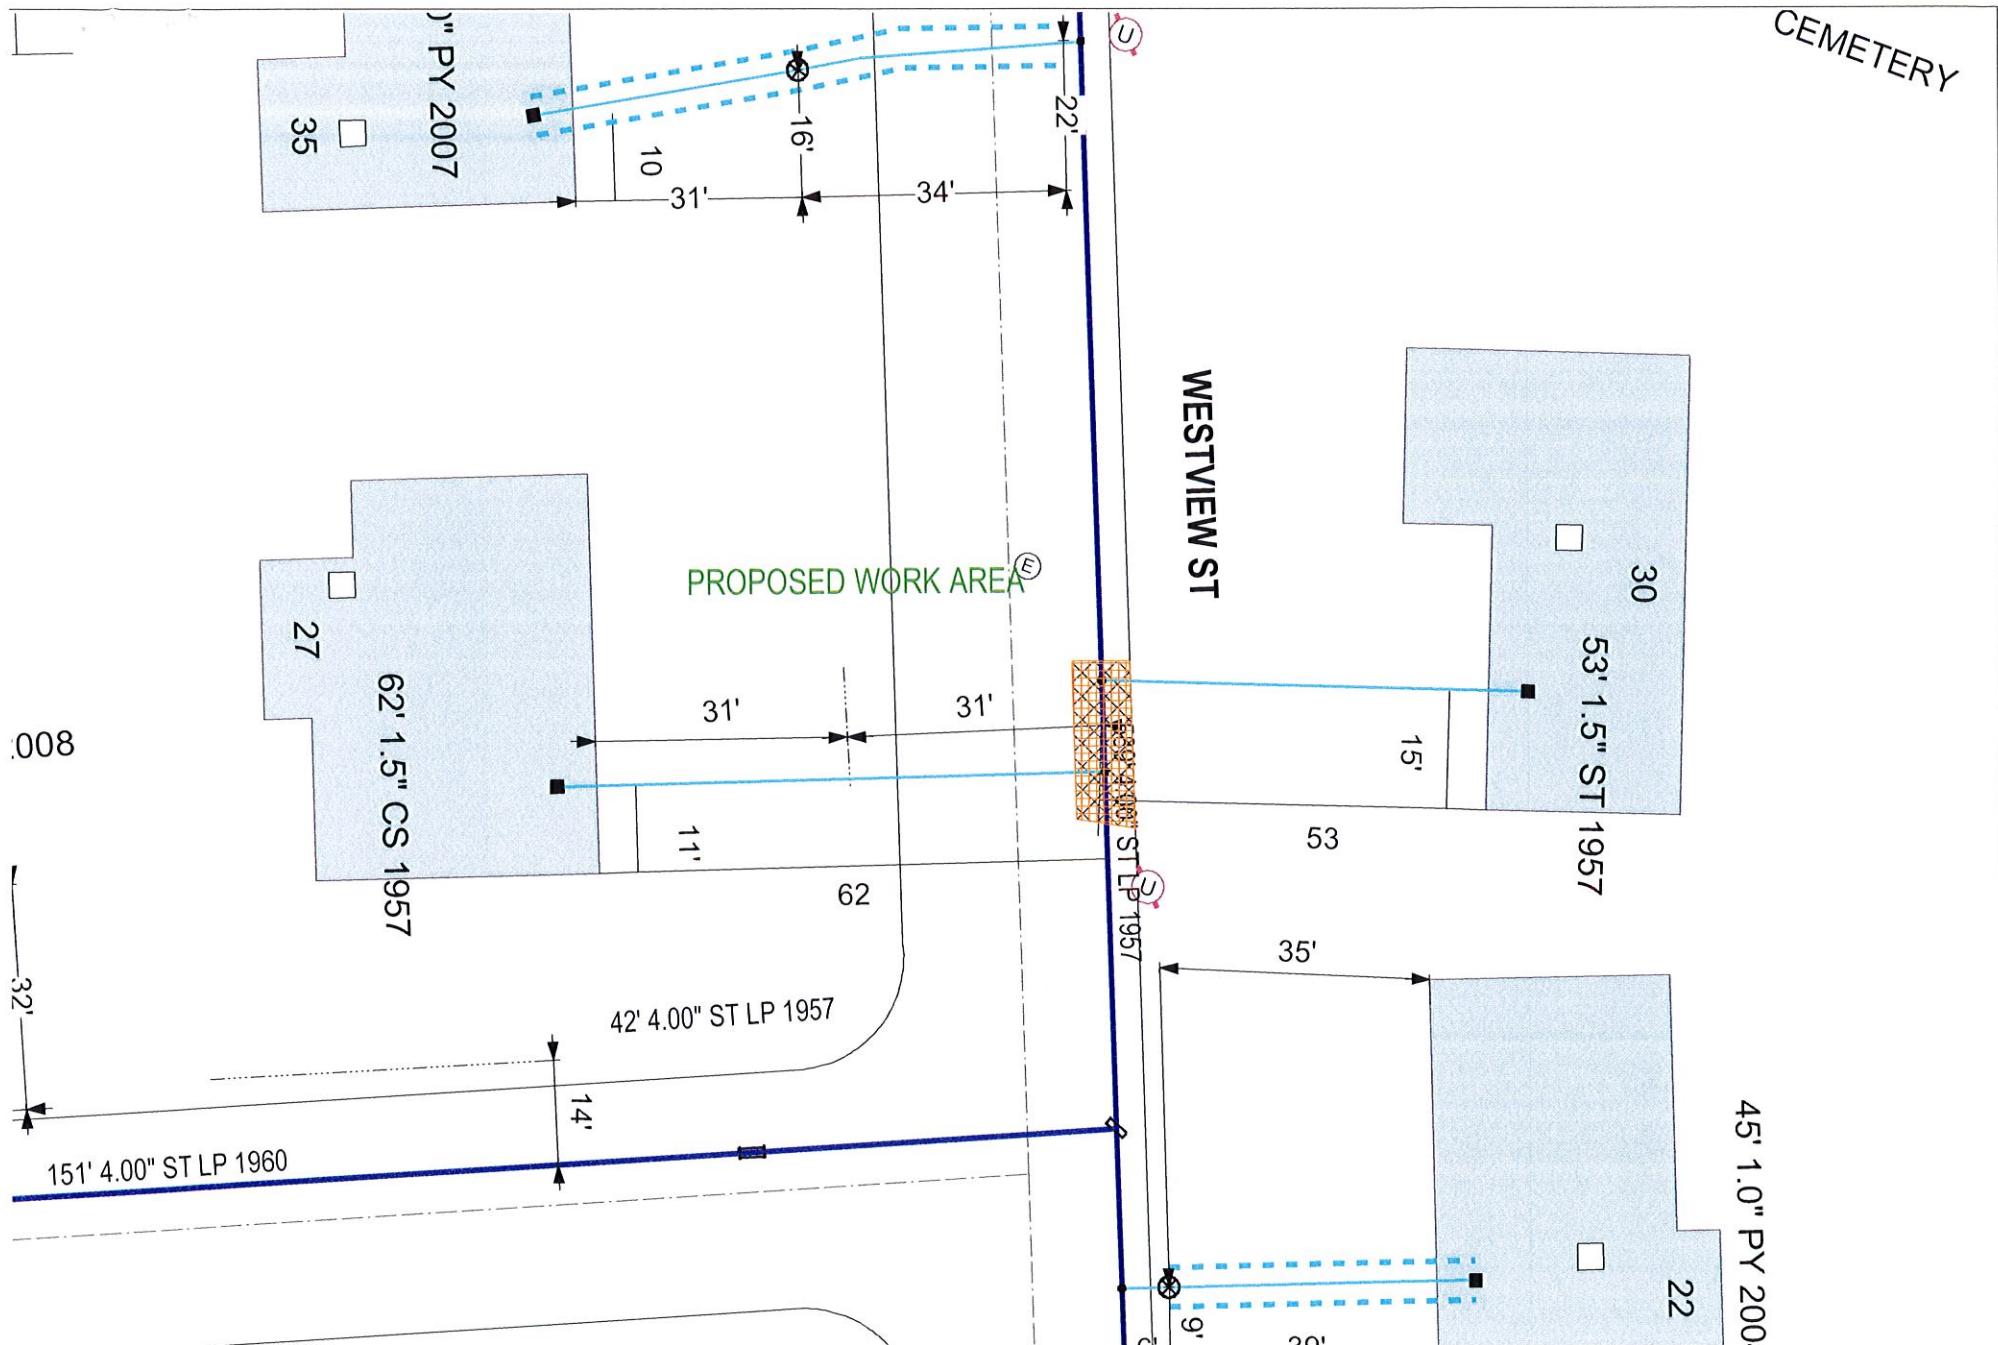 CEMETERY
U
0" PY 2007
35
10
16'
22'
31'
34'
WESTVIEW ST
30
53' 1.5" ST 1957
PROPOSED WORK AREA
E
27
62' 1.5" CS 1957
31'
31'
15'
:008
11'
53
ST LP 1957
U
62
35'
32'
42' 4.00" ST LP 1957
14'
151' 4.00" ST LP 1960
45' 1.0" PY 200
22
9'